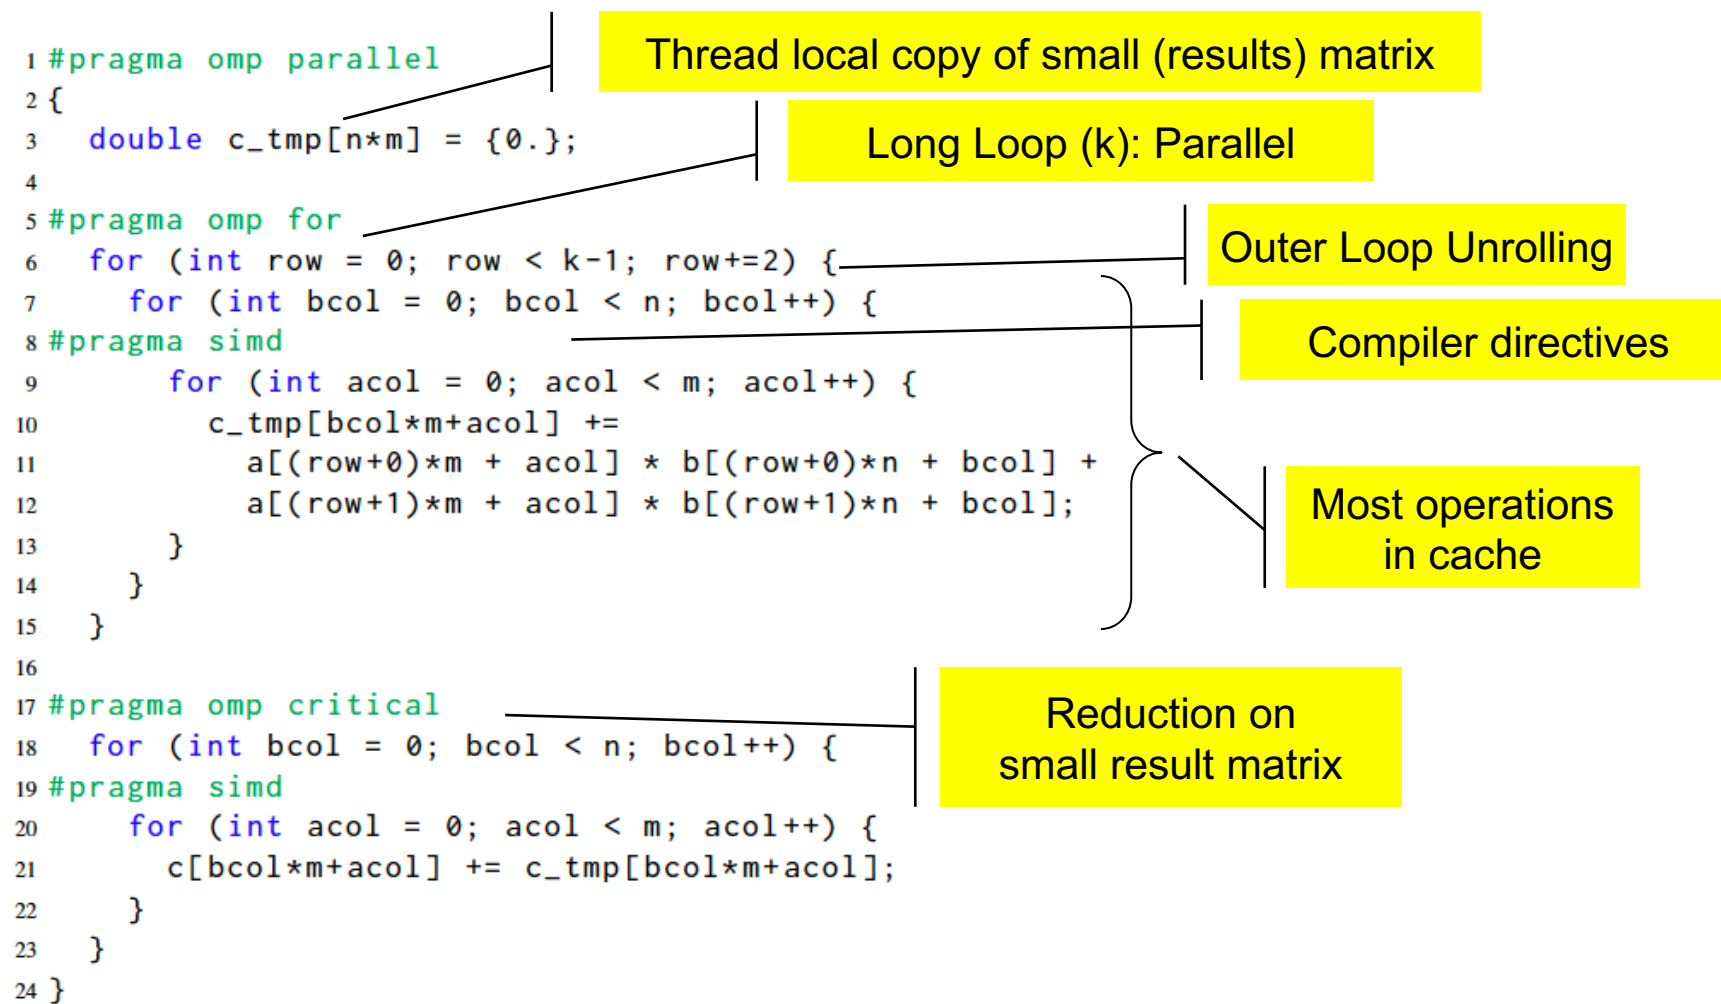 1 #pragma omp parallel
2 {
3 double c_tmp[n*m] = {0.};
4
5 #pragma omp for
6 for (int row = 0; row < k-1; row+=2) {
7 for (int bcol = 0; bcol < n; bcol++) {
8 #pragma simd
9 for (int acol = 0; acol < m; acol++) {
10 c_tmp[bcol*m+acol] +=
11 a[(row+0)*m + acol] * b[(row+0)*n + bcol] +
12 a[(row+1)*m + acol] * b[(row+1)*n + bcol];
13 }
14 }
15 }
16
17 #pragma omp critical
18 for (int bcol = 0; bcol < n; bcol++) {
19 #pragma simd
20 for (int acol = 0; acol < m; acol++) {
21 c[bcol*m+acol] += c_tmp[bcol*m+acol];
22 }
23 }
24 }
Thread local copy of small (results) matrix
Long Loop (k): Parallel
Outer Loop Unrolling
Compiler directives
Most operations
in cache
Reduction on
small result matrix